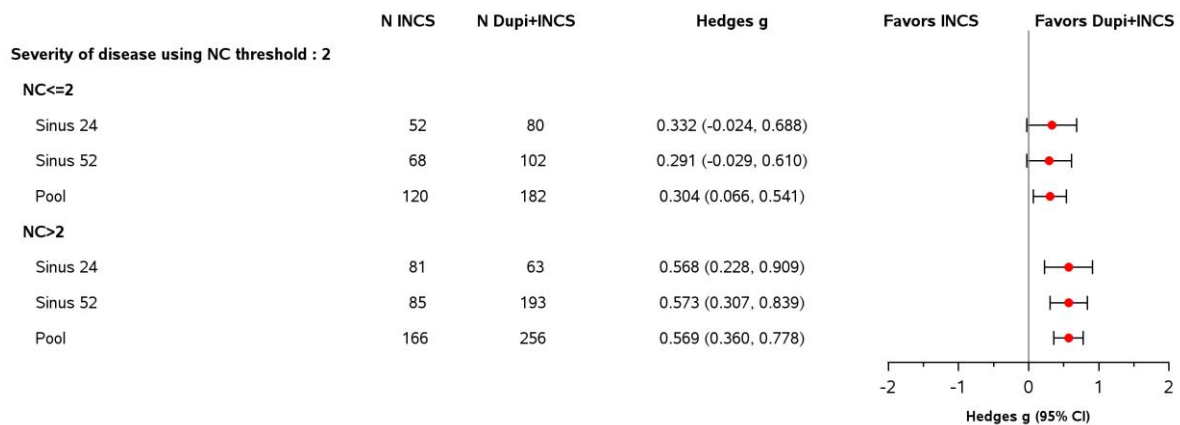 N INCS N Dupi+INCS Hedges g Favors INCS Favors Dupi+INCS
Severity of disease using NC threshold : 2
NC<=2
Sinus 24 52 80 0.332 (-0.024, 0.688)
Sinus 52 68 102 0.291 (-0.029, 0.610)
Pool 120 182 0.304 (0.066, 0.541)
NC>2
Sinus 24 81 63 0.568 (0.228, 0.909)
Sinus 52 85 193 0.573 (0.307, 0.839)
Pool 166 256 0.569 (0.360, 0.778)
-2 -1 0 1 2
Hedges g (95% CI)